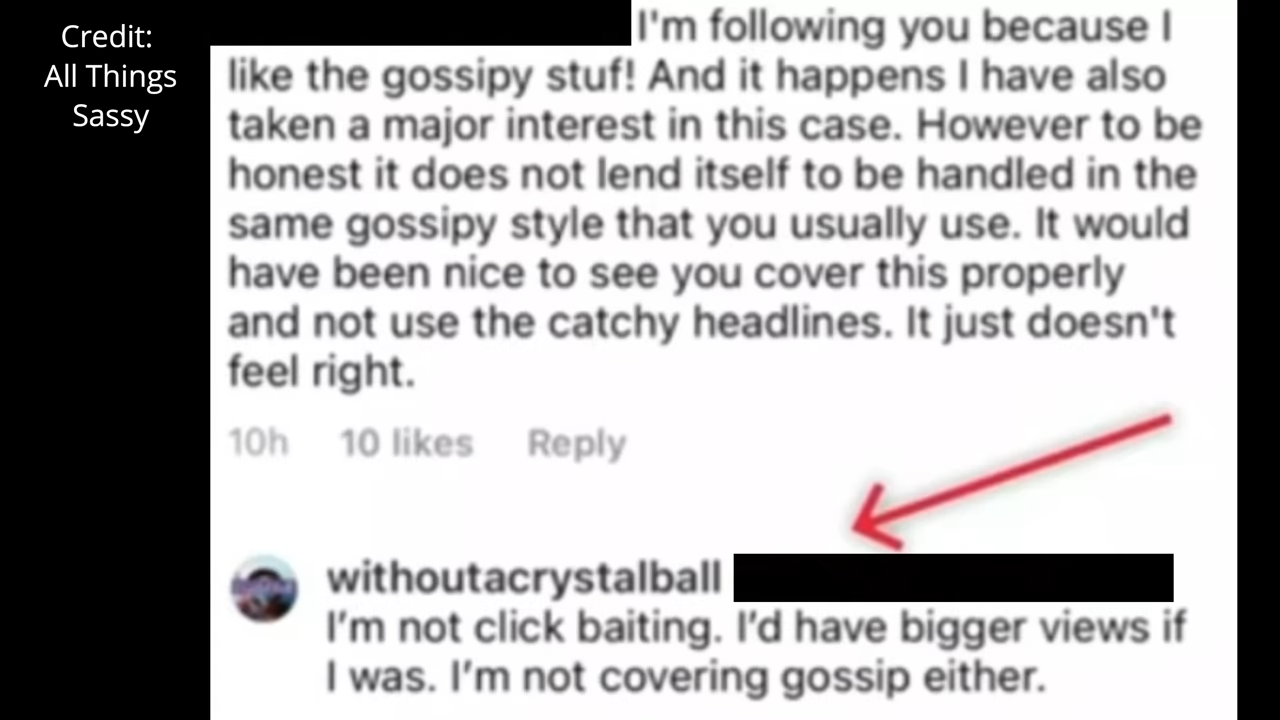 Credit:
All Things
Sassy
I'm following you because I
like the gossipy stuf! And it happens I have also
taken a major interest in this case. However to be
honest it does not lend itself to be handled in the
same gossipy style that you usually use. It would
have been nice to see you cover this properly
and not use the catchy headlines. It just doesn't
feel right.
10h 10 likes Reply
withoutacrystalball
I'm not click baiting. I'd have bigger views if
I was. I'm not covering gossip either.